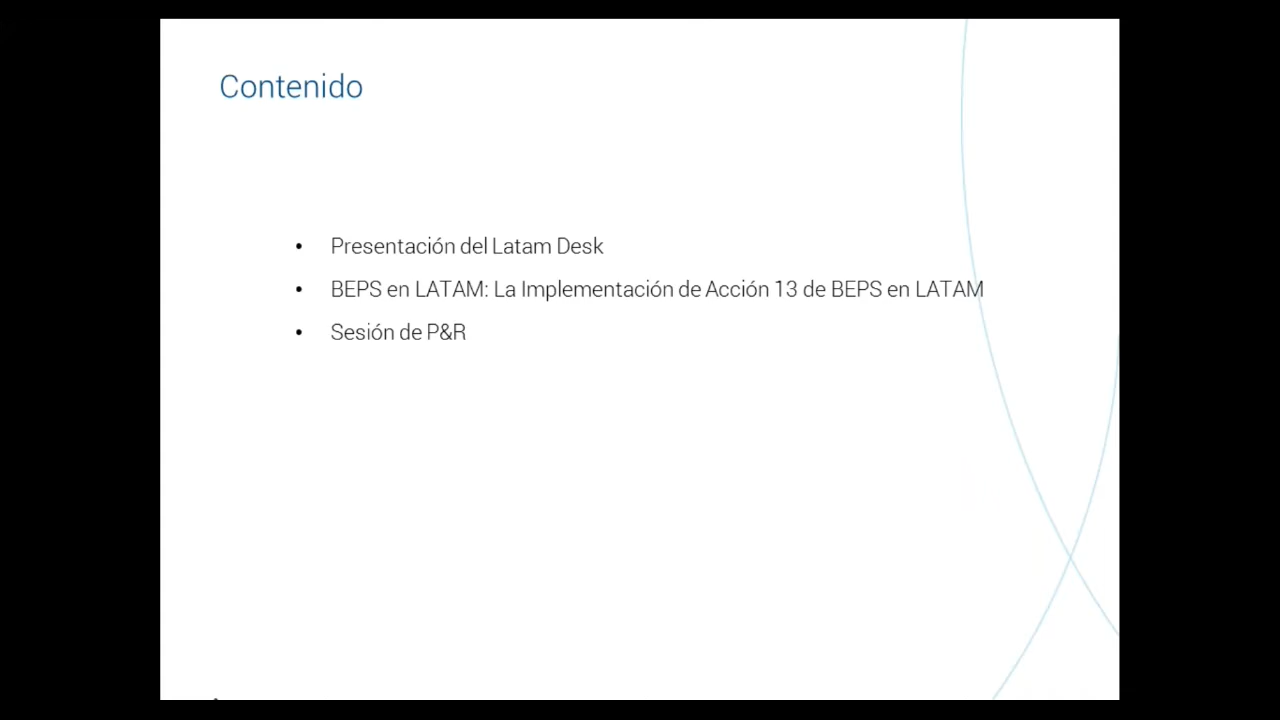 Contenido
• Presentación del Latam Desk
• BEPS en LATAM: La Implementación de Acción 13 de BEPS en LATAM
• Sesión de P&R